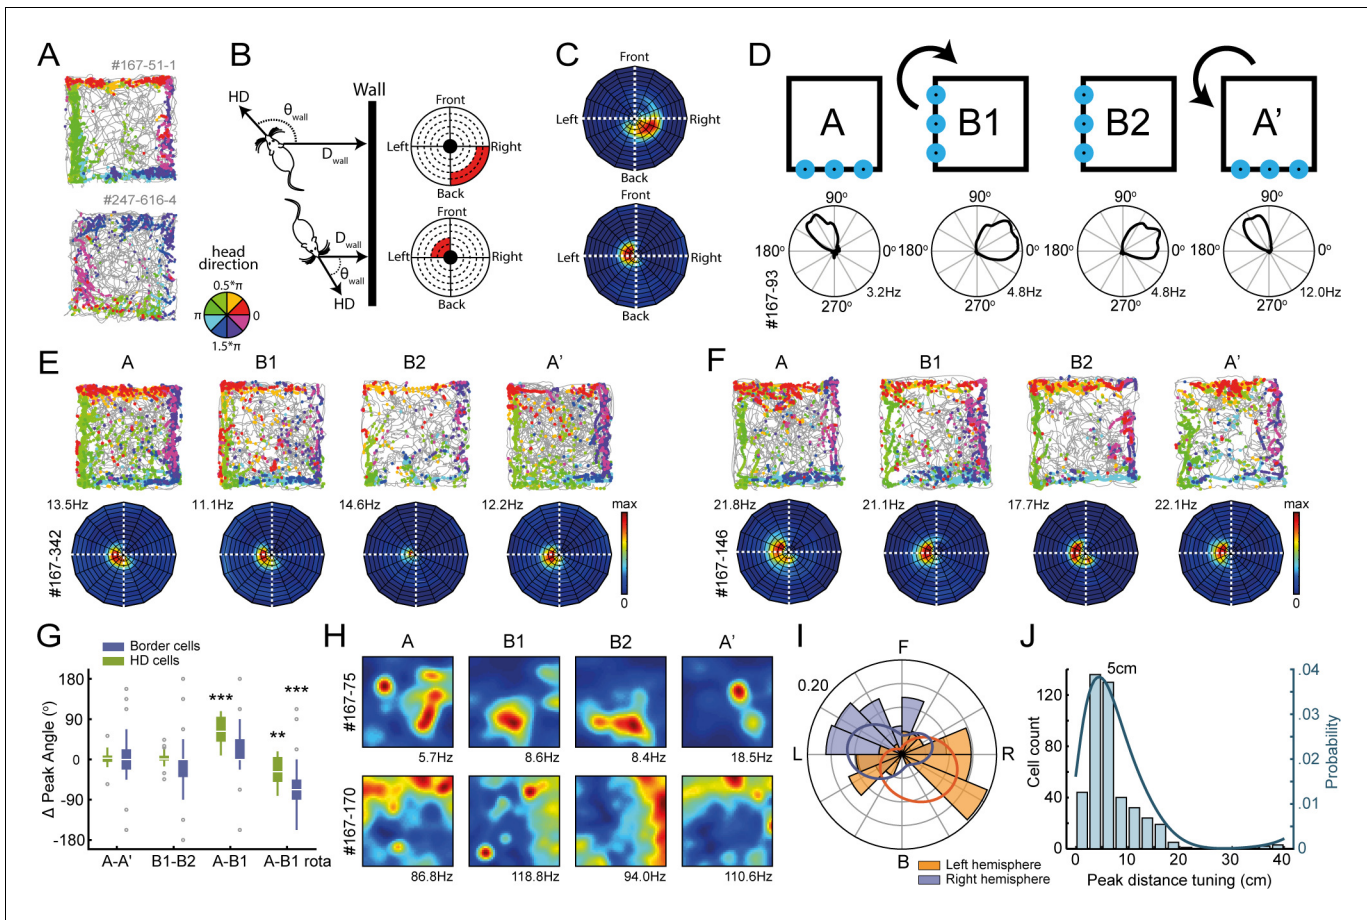 A
#167-51-1
#247-616-4
head
direction
0.5*π
π
0
1.5*π
B
Wall
HD
θwall
Dwall
Front
Left
Right
Back
Dwall
θwall
HD
Front
Left
Right
Back
C
Front
Left
Right
Back
Front
Left
Right
Back
D
A
B1
B2
A’
90°
180°
270°
3.2Hz
90°
0°
180°
270°
4.8Hz
90°
0°
180°
270°
4.8Hz
90°
0°
180°
270°
12.0Hz
#167-93
E
A
B1
B2
A’
13.5Hz
11.1Hz
14.6Hz
12.2Hz
max
0
#167-342
F
A
B1
B2
A’
21.8Hz
21.1Hz
17.7Hz
22.1Hz
max
0
#167-146
G
Border cells
HD cells
Δ Peak Angle (°)
180
90
0
-90
-180
***
**
***
A-A'
B1-B2
A-B1
A-B1 rota
H
A
B1
B2
A’
#167-75
5.7Hz
8.6Hz
8.4Hz
18.5Hz
#167-170
86.8Hz
118.8Hz
94.0Hz
110.6Hz
I
F
0.20
L
R
B
Left hemisphere
Right hemisphere
J
5cm
Cell count
120
80
40
0
0
10
20
30
40
Peak distance tuning (cm)
0.04
.03
.02
.01
0
Probability